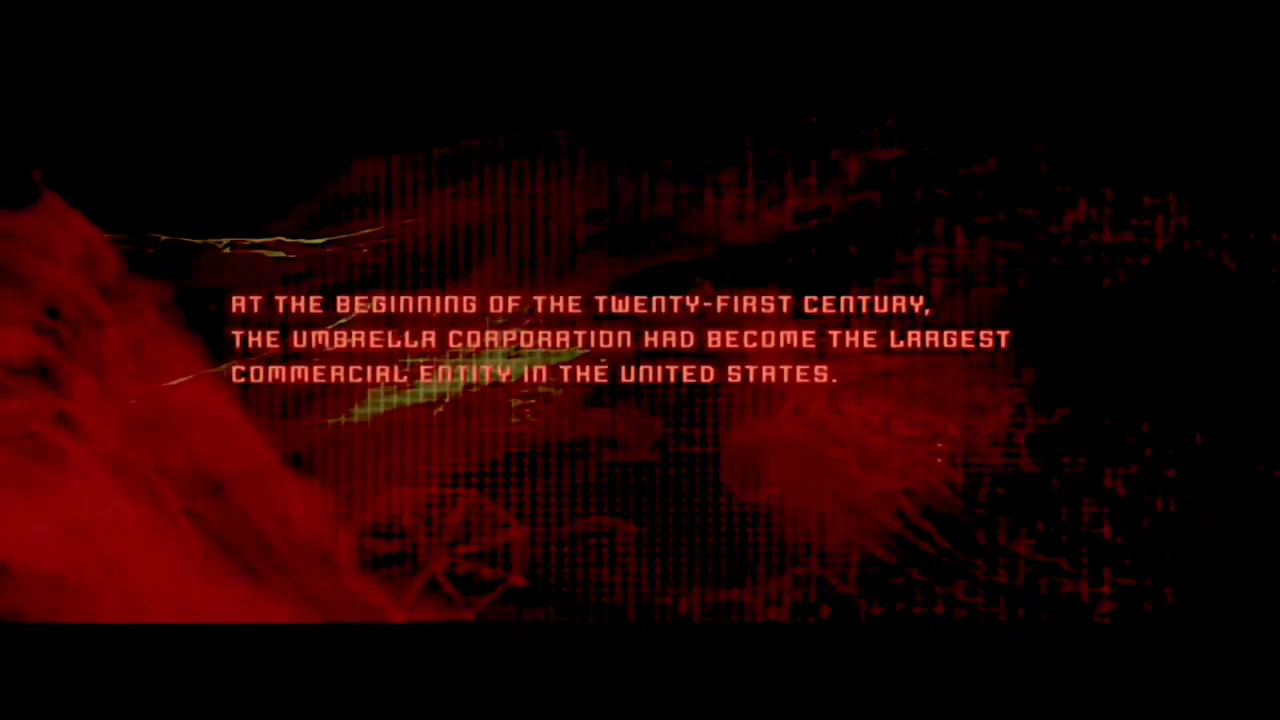 AT THE BEGINNING OF THE TWENTY-FIRST CENTURY,
THE UMBRELLA CORPORATION HAD BECOME THE LARGEST
COMMERCIAL ENTITY IN THE UNITED STATES.